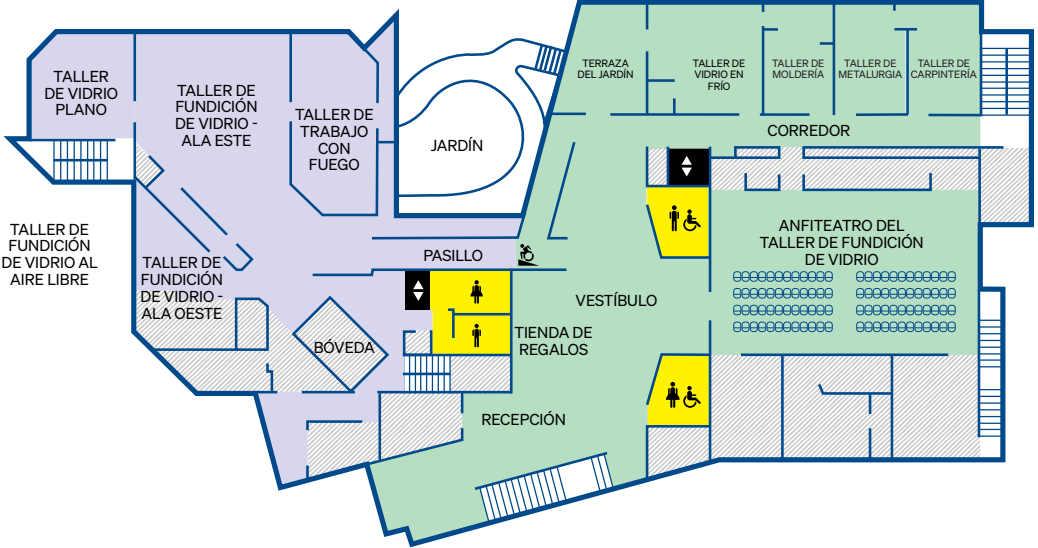 TALLER
DE VIDRIO
PLANO
TALLER DE
FUNDICIÓN
DE VIDRIO -
ALA ESTE
TALLER DE
TRABAJO
CON
FUEGO
JARDÍN
TERRAZA
DEL JARDÍN
TALLER DE
VIDRIO EN
FRÍO
TALLER DE
MOLDERÍA
TALLER DE
METALURGIA
TALLER DE
CARPINTERÍA
CORREDOR
TALLER DE
FUNDICIÓN
DE VIDRIO AL
AIRE LIBRE
TALLER DE
FUNDICIÓN
DE VIDRIO -
ALA OESTE
PASILLO
ANFITEATRO DEL
TALLER DE FUNDICIÓN
DE VIDRIO
VESTÍBULO
BÓVEDA
TIENDA DE
REGALOS
RECEPCIÓN